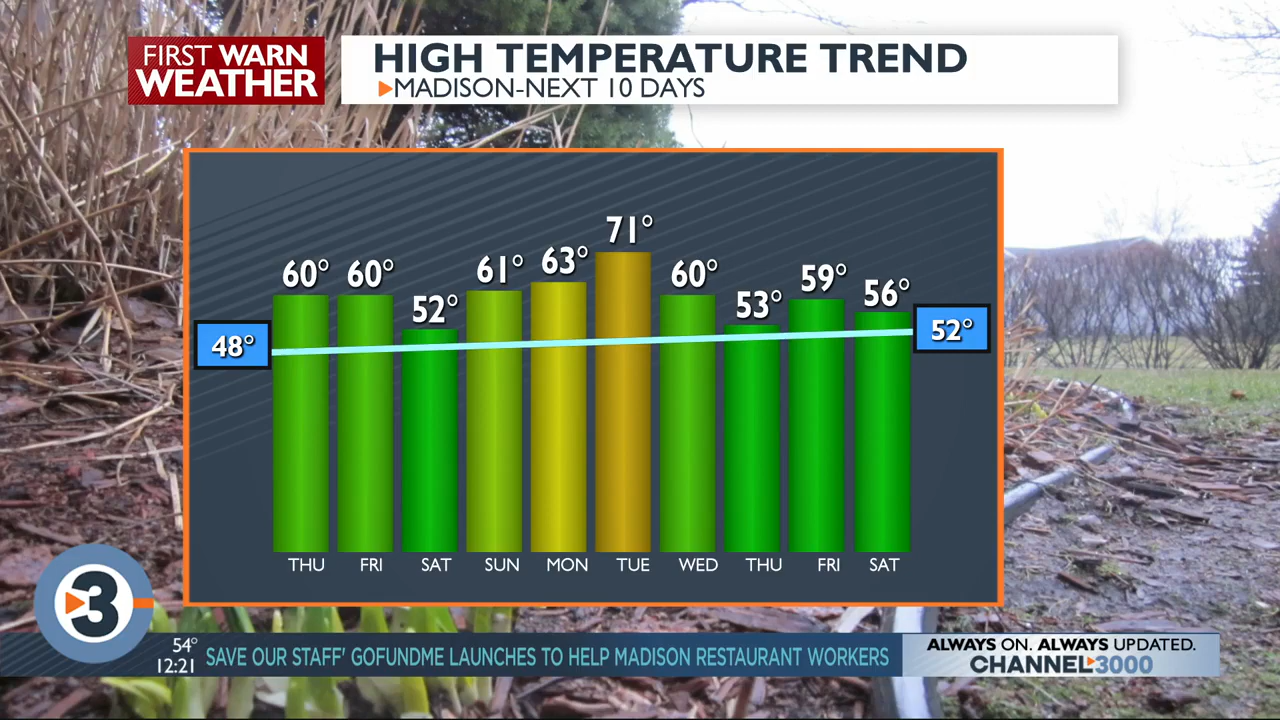 FIRST WARN
WEATHER
HIGH TEMPERATURE TREND
MADISON-NEXT 10 DAYS
71°
60° 60° 52° 61° 63° 60° 53° 59° 56°
48° 52°
THU FRI SAT SUN MON TUE WED THU FRI SAT
3
54°
12:21
SAVE OUR STAFF' GOFUNDME LAUNCHES TO HELP MADISON RESTAURANT WORKERS
ALWAYS ON. ALWAYS UPDATED.
CHANNEL3000